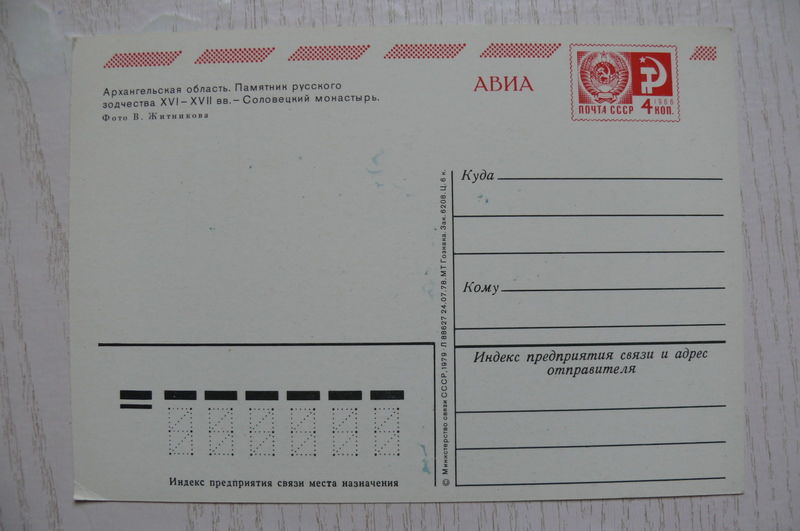 Архангельская область. Памятник русского
зодчества XVI–XVII вв.–Соловецкий монастырь.
Фото В. Житникова
АВИА
1966
ПОЧТА СССР 4 КОП.
Куда
Кому
Индекс предприятия связи и адрес
отправителя
Индекс предприятия связи места назначения
© Министерство связи СССР, 1979. Л 88627 24.07.78. МТ Гознака. Зак. 6208. Ц. 6 к.